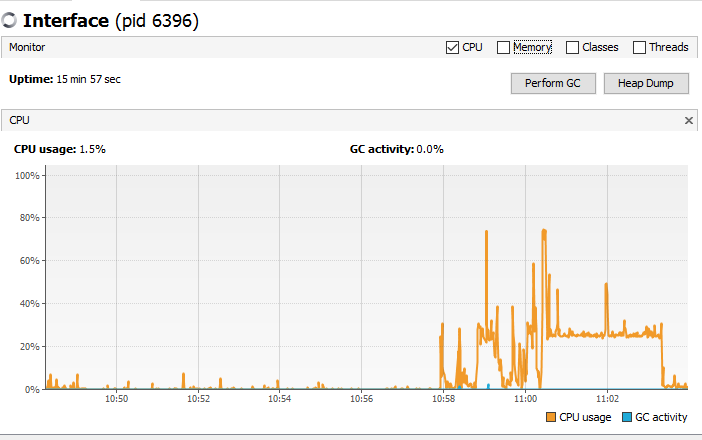 Interface (pid 6396)
Monitor CPU Memory Classes Threads
Uptime: 15 min 57 sec Perform GC Heap Dump
CPU
CPU usage: 1.5% GC activity: 0.0%
100%
80%
60%
40%
20%
0%
10:50 10:52 10:54 10:56 10:58 11:00 11:02
CPU usage GC activity